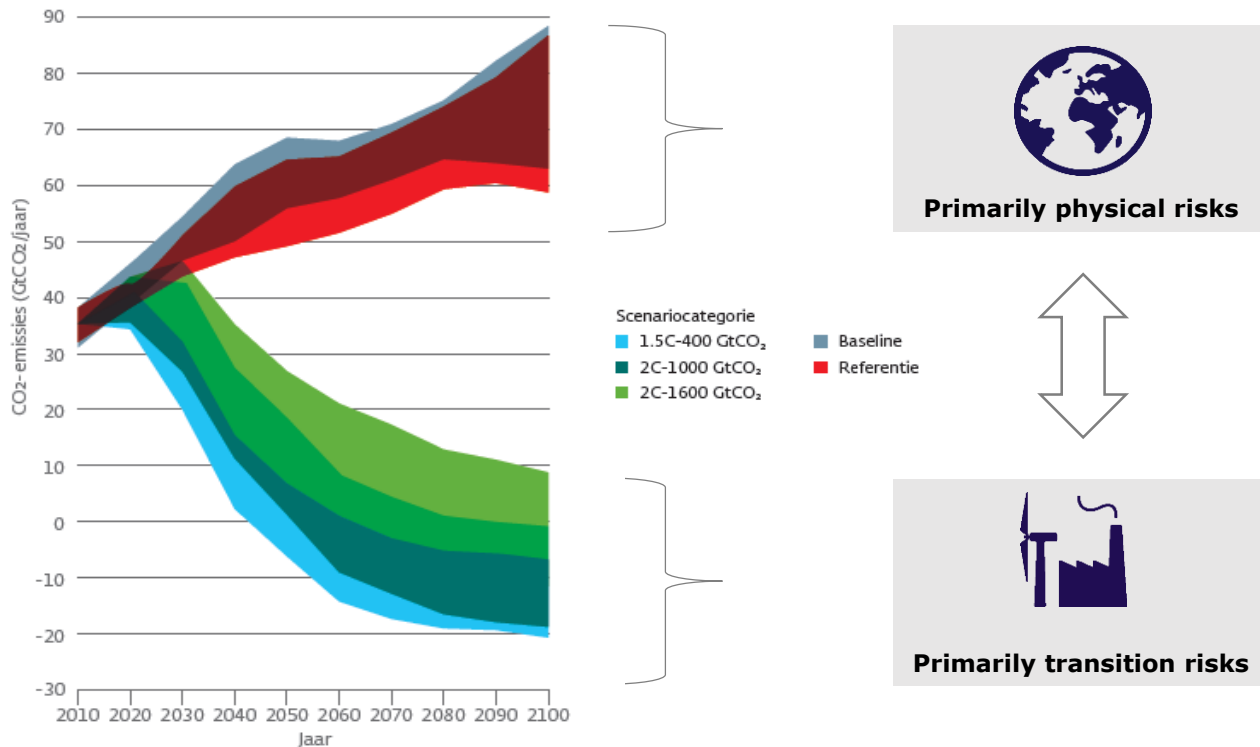 90
80
70
60
50
40
30
20
10
0
-10
-20
-30
CO₂- emissies (GtCO₂/jaar)
2010 2020 2030 2040 2050 2060 2070 2080 2090 2100
Jaar
Scenariocategorie
1.5C-400 GtCO₂
2C-1000 GtCO₂
2C-1600 GtCO₂
Baseline
Referentie
Primarily physical risks
Primarily transition risks